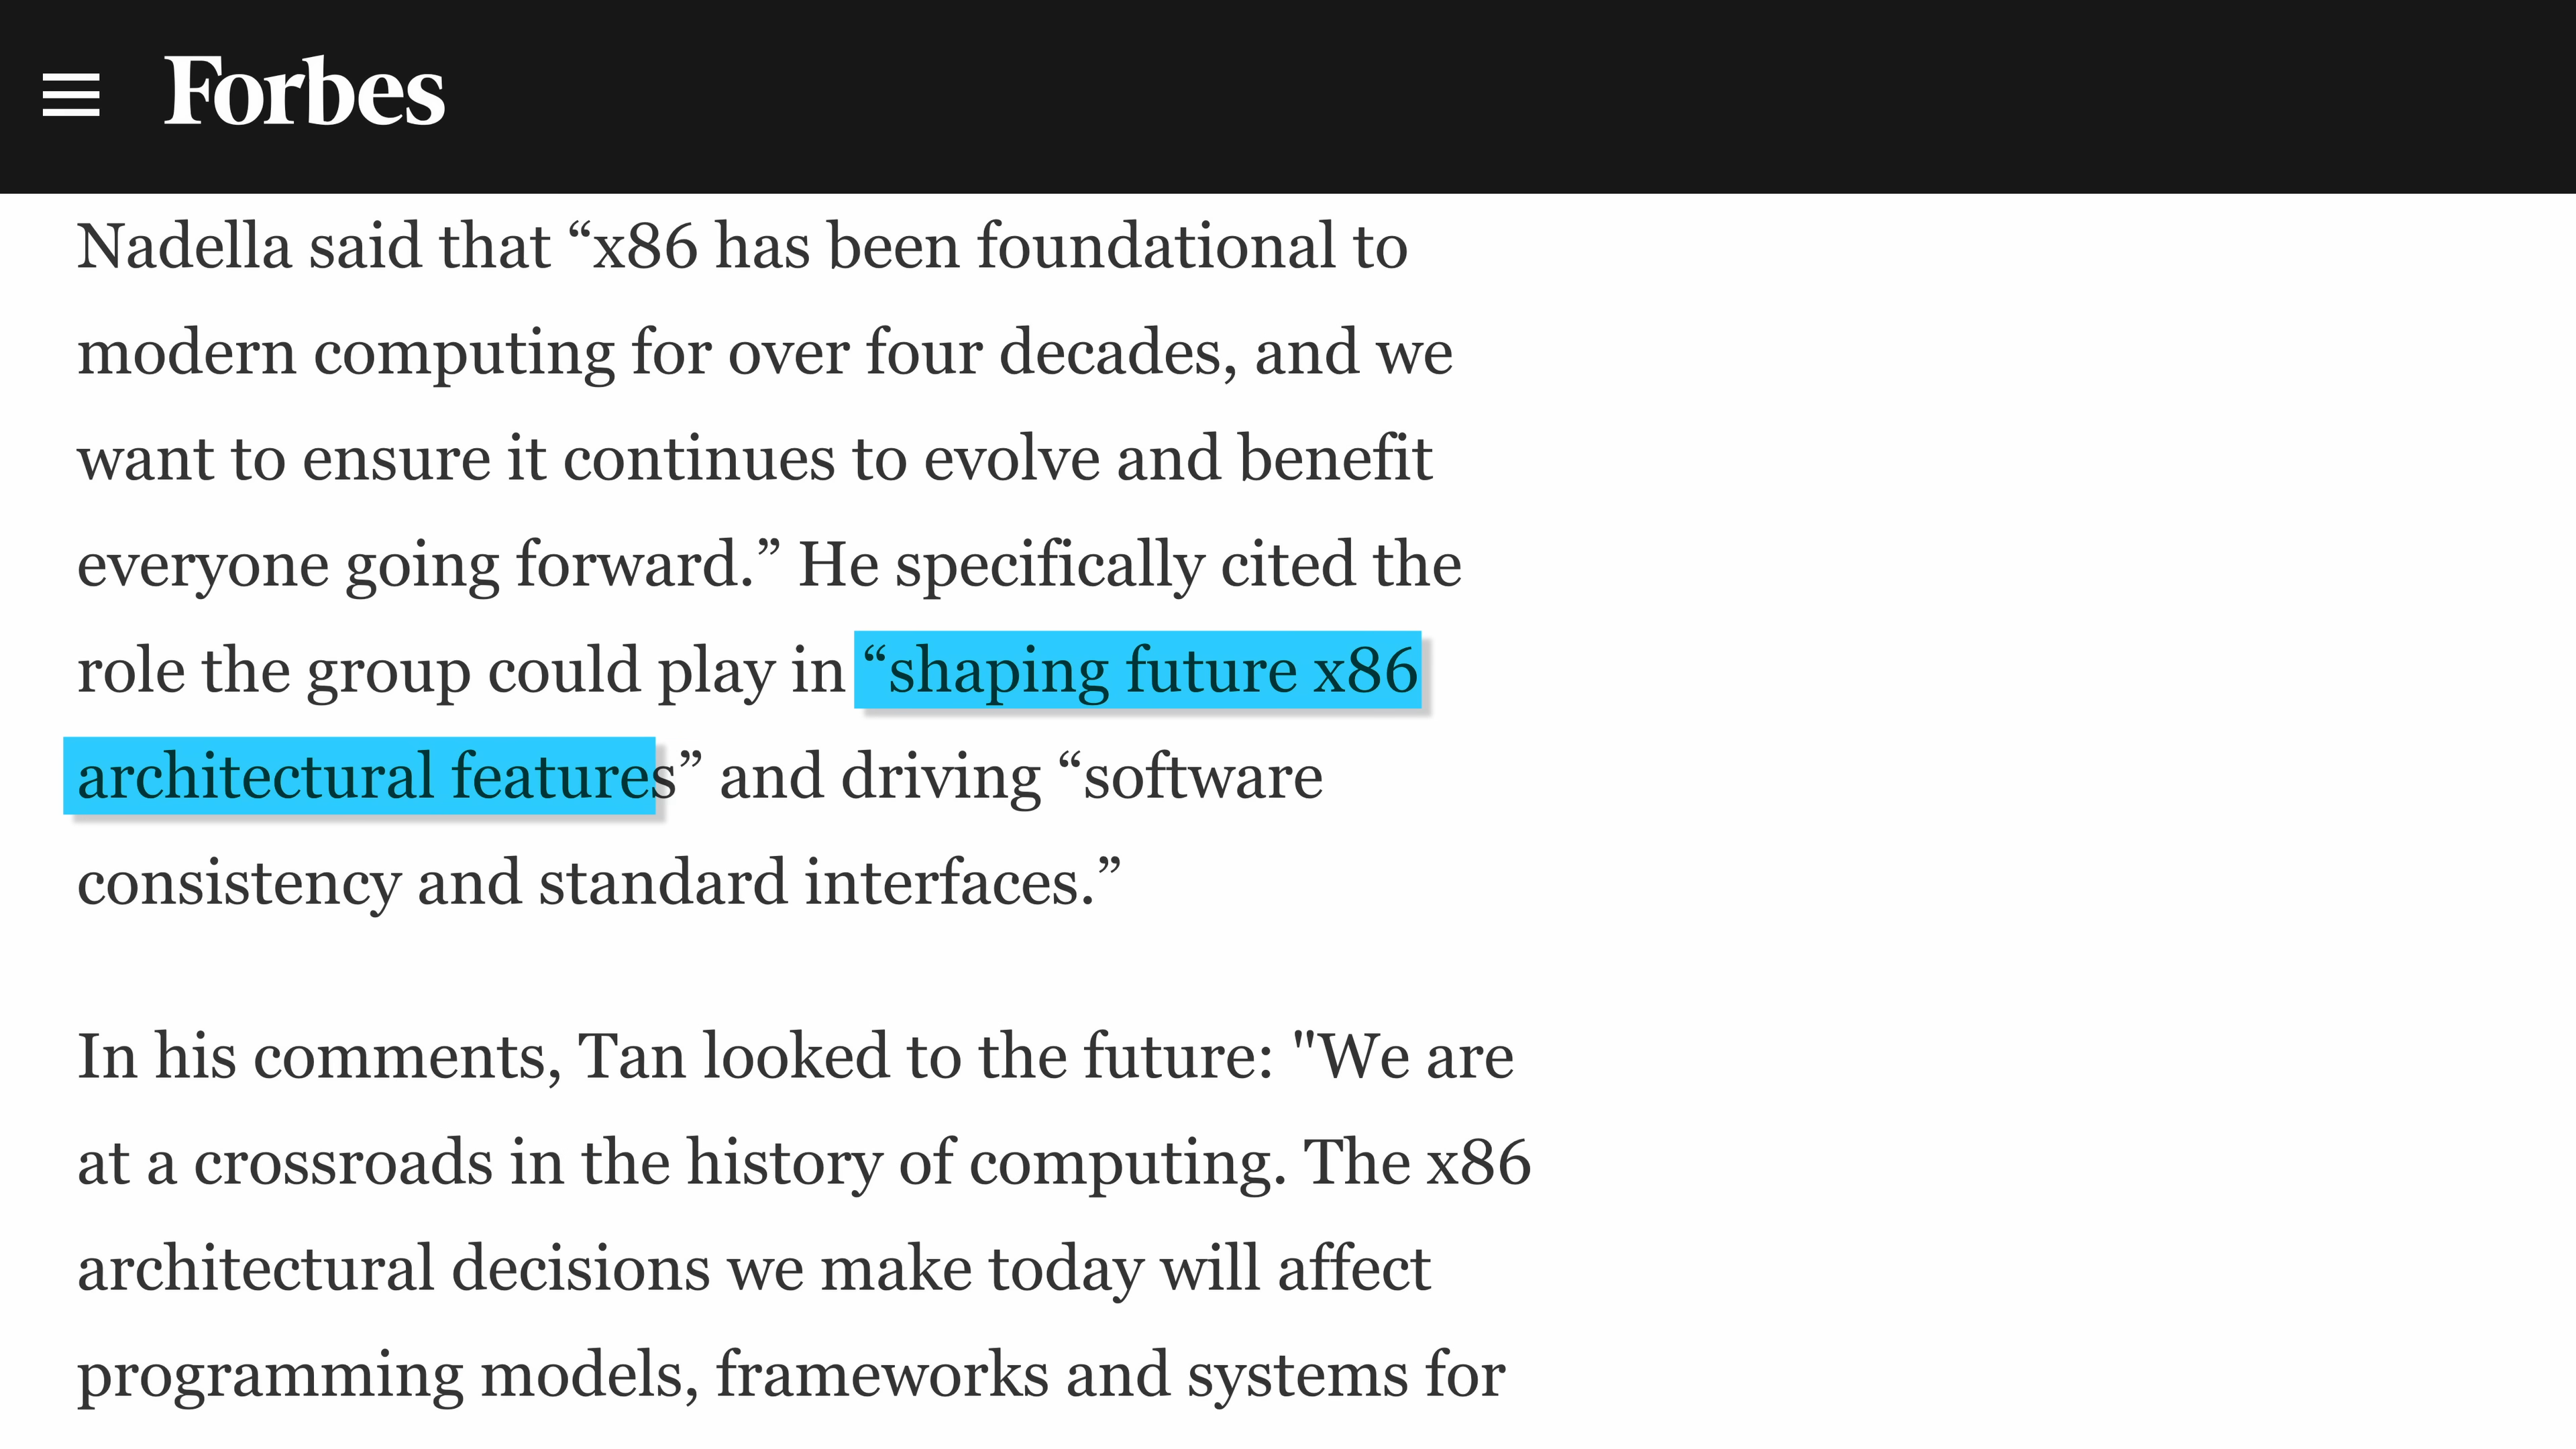 Forbes
Nadella said that “x86 has been foundational to
modern computing for over four decades, and we
want to ensure it continues to evolve and benefit
everyone going forward.” He specifically cited the
role the group could play in “shaping future x86
architectural features” and driving “software
consistency and standard interfaces.”
In his comments, Tan looked to the future: "We are
at a crossroads in the history of computing. The x86
architectural decisions we make today will affect
programming models, frameworks and systems for